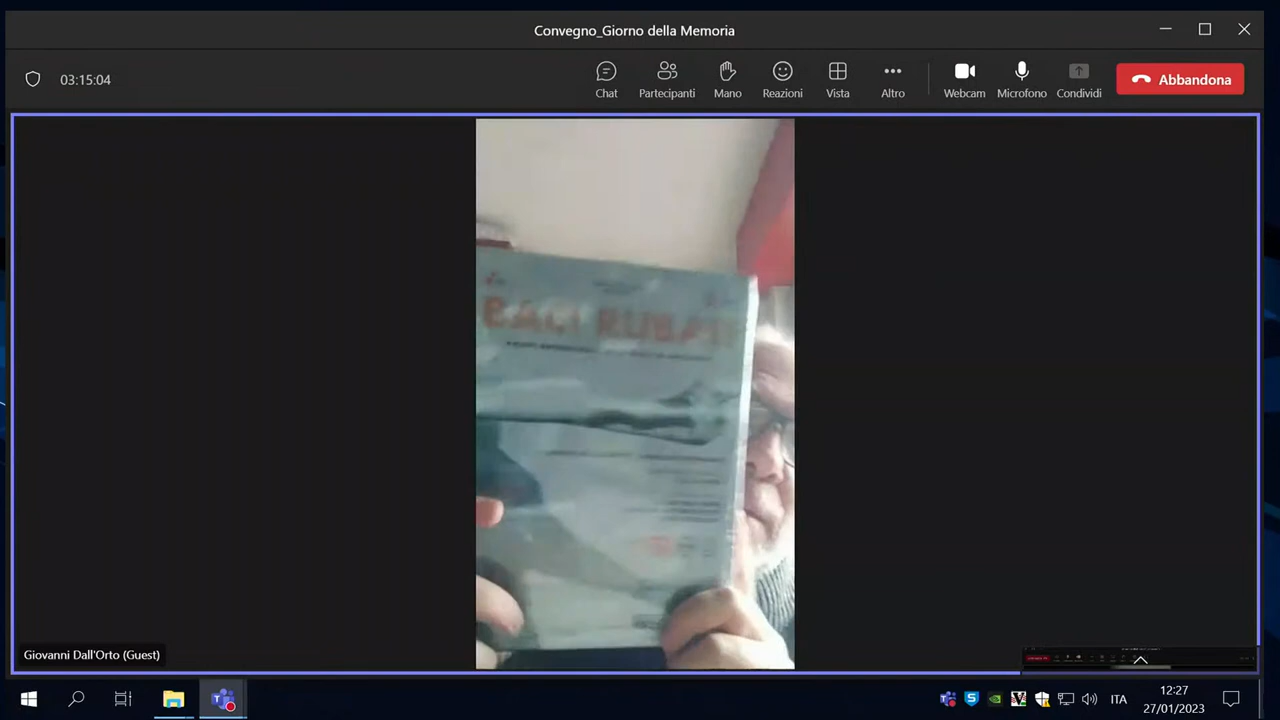 Convegno_Giorno della Memoria
03:15:04
Chat
Partecipanti
Mano
Reazioni
Vista
Altro
Webcam
Microfono
Condividi
Abbandona
BACI RUBATI
Giovanni Dall'Orto (Guest)
ITA
12:27
27/01/2023